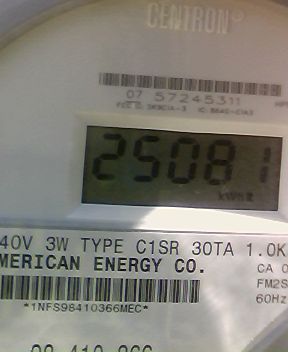 CENTRON®
07 57245311
25081
kWh
40V 3W TYPE C1SR 30TA 1.0K
MERICAN ENERGY CO.
CA 0
FM2S
60Hz
*1NFS98410366MEC*